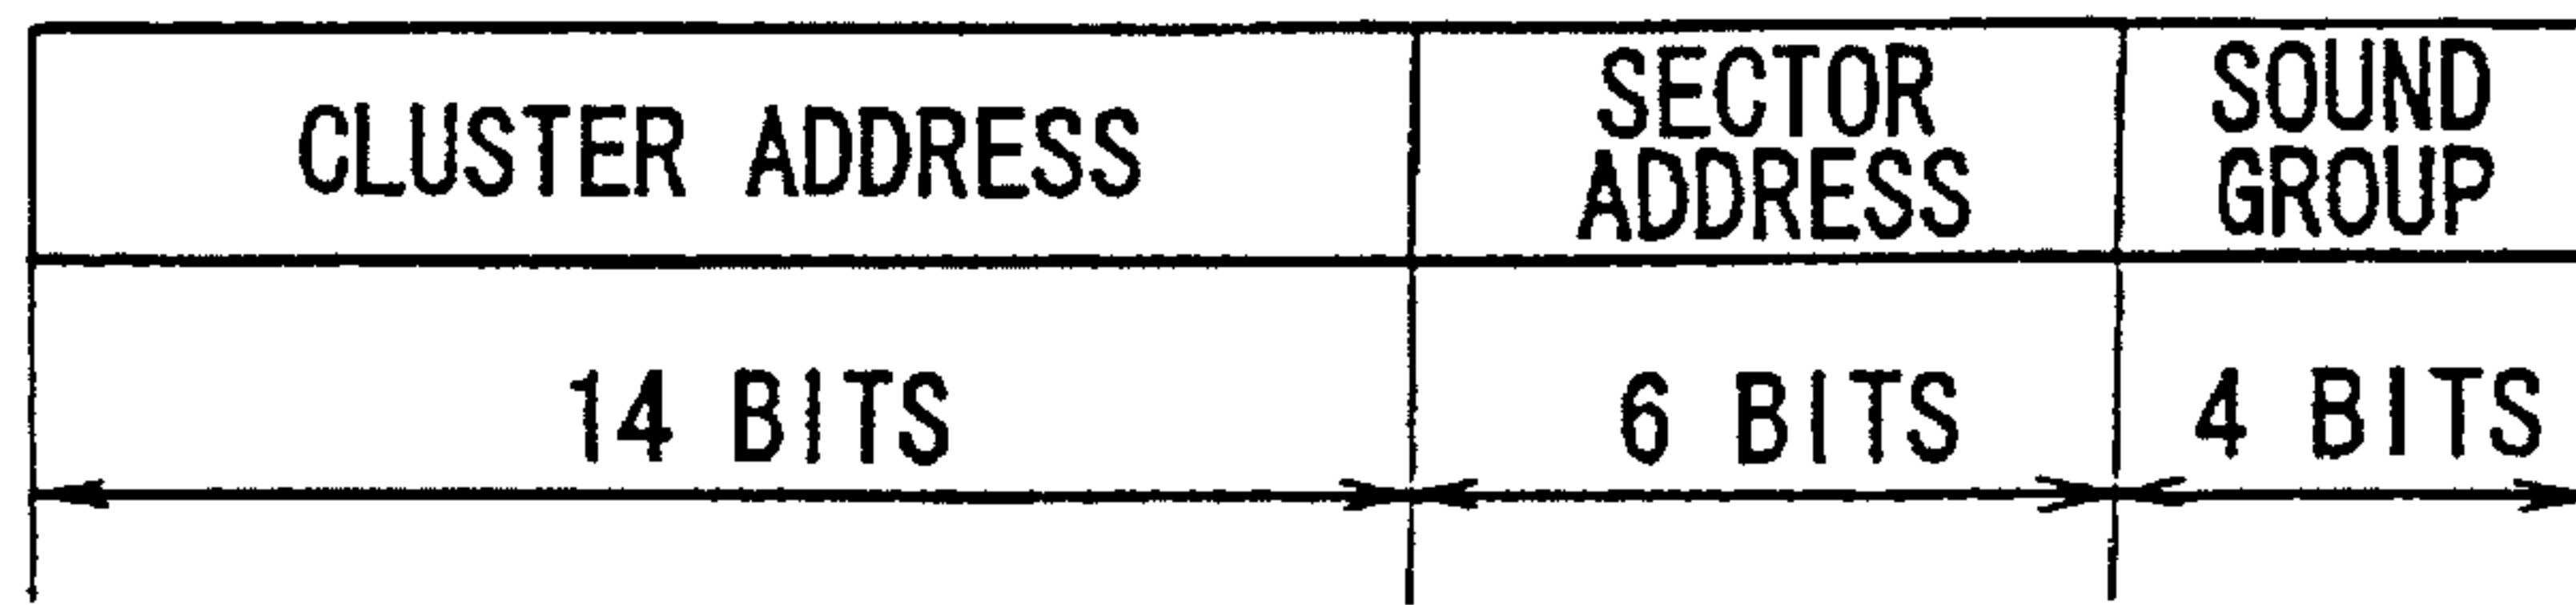 CLUSTER ADDRESS
SECTOR
ADDRESS
SOUND
GROUP
14 BITS
6 BITS
4 BITS